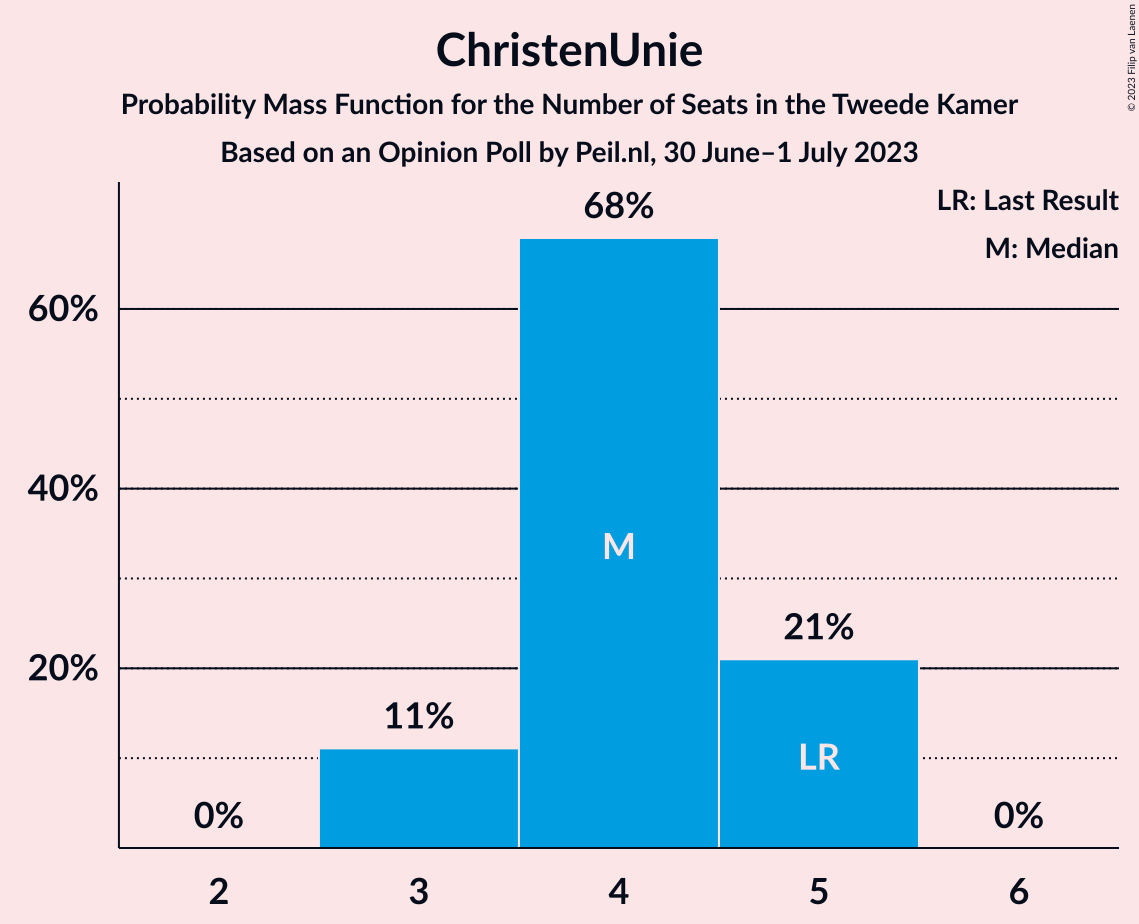 ChristenUnie
Probability Mass Function for the Number of Seats in the Tweede Kamer
Based on an Opinion Poll by Peil.nl, 30 June–1 July 2023
© 2023 Filip van Laenen
LR: Last Result
M: Median
68%
60%
40%
M
21%
20%
11%
LR
0%
0%
2
3
4
5
6